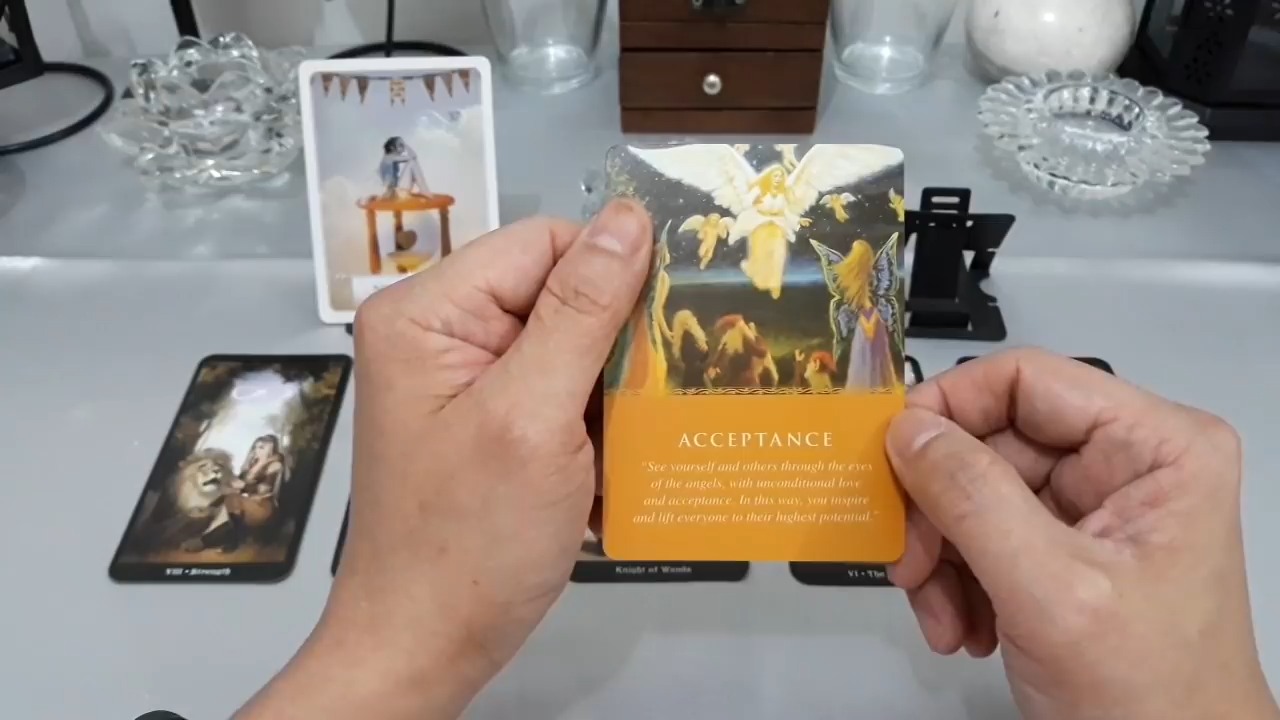 ACCEPTANCE
"See yourself and others through the eyes
of the angels, with unconditional love
and acceptance. In this way, you inspire
and lift everyone to their highest potential."
VIII • Strength
Knight of Wands
VI • The